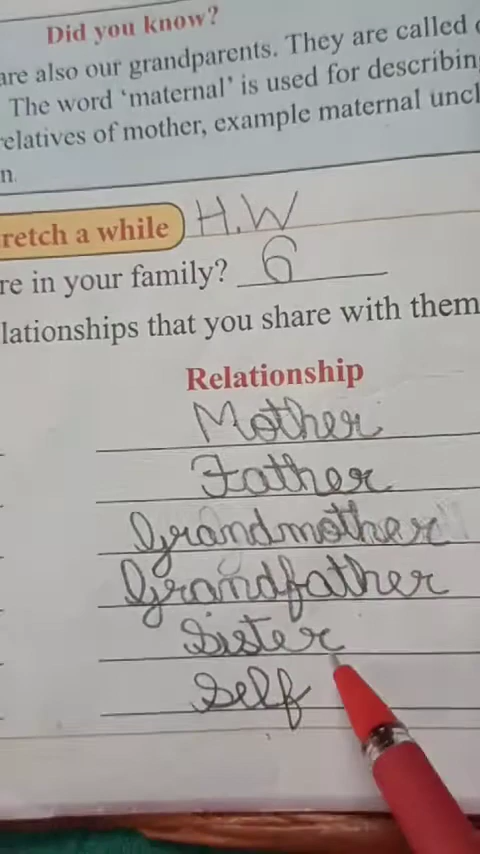 Did you know?
are also our grandparents. They are called
The word ‘maternal’ is used for describin
relatives of mother, example maternal uncl
n.
retch a while H.W
re in your family? 6
lationships that you share with them
Relationship
Mother
Father
Grandmother
Grandfather
Sister
Self